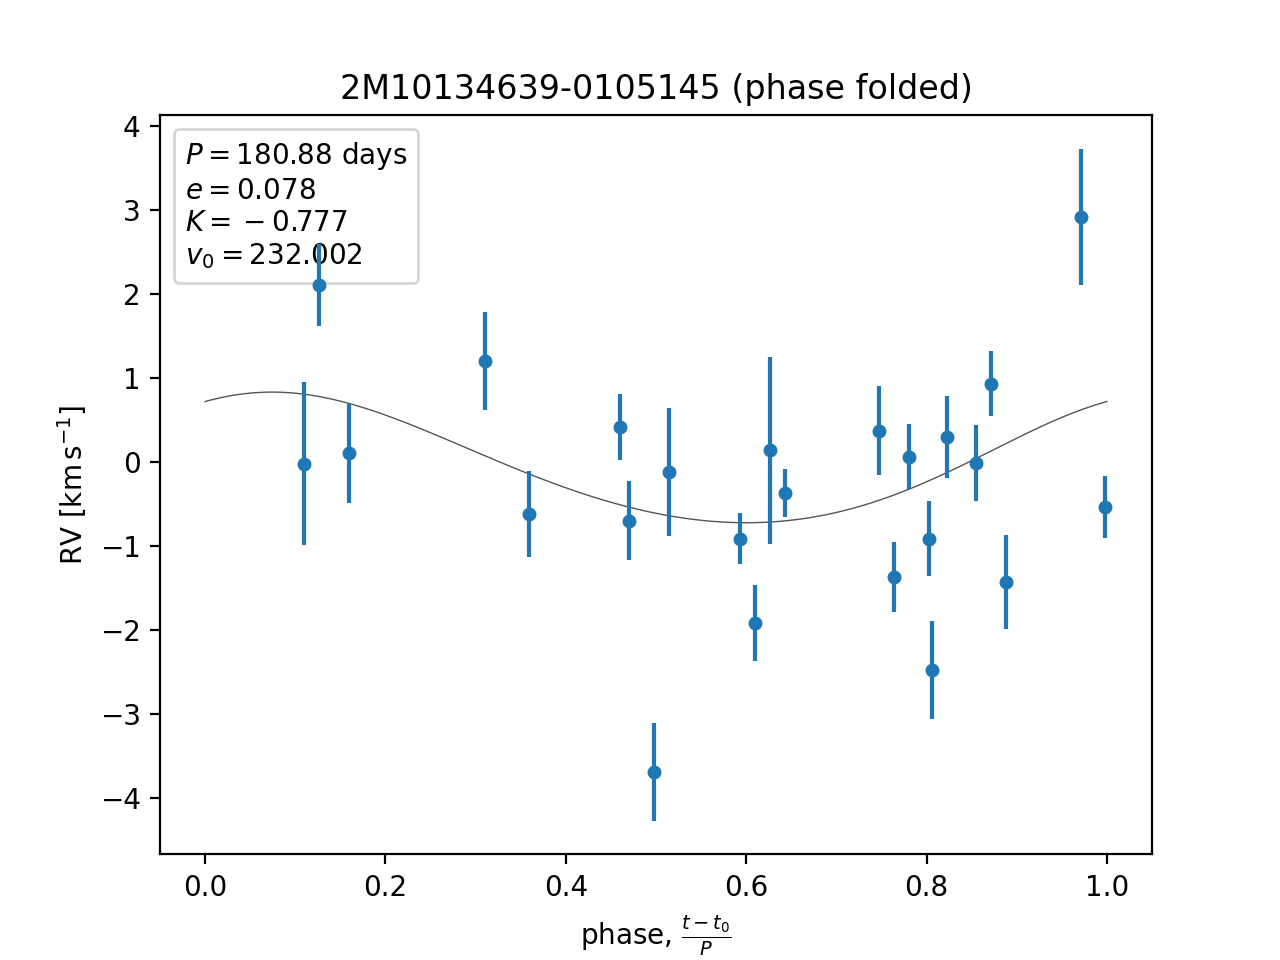 2M10134639-0105145 (phase folded)
P = 180.88 days
e = 0.078
K = −0.777
v₀ = 232.002
4
3
2
1
0
−1
−2
−3
−4
RV [km s⁻¹]
0.0 0.2 0.4 0.6 0.8 1.0
phase, (t − t₀)/P